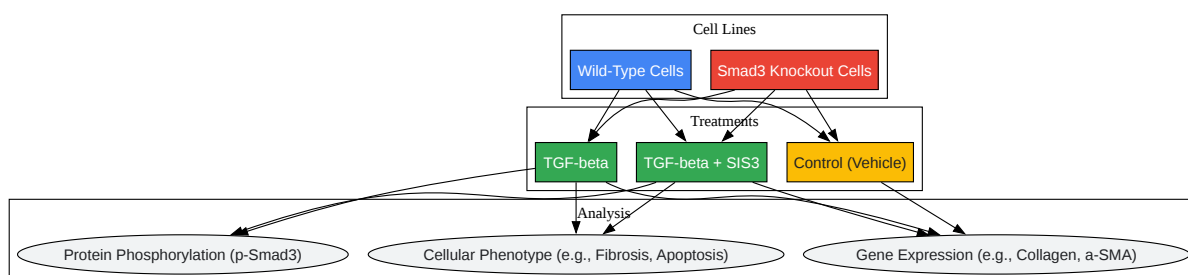 Cell Lines
Wild-Type Cells
Smad3 Knockout Cells
Treatments
TGF-beta
TGF-beta + SIS3
Control (Vehicle)
Analysis
Protein Phosphorylation (p-Smad3)
Cellular Phenotype (e.g., Fibrosis, Apoptosis)
Gene Expression (e.g., Collagen, a-SMA)